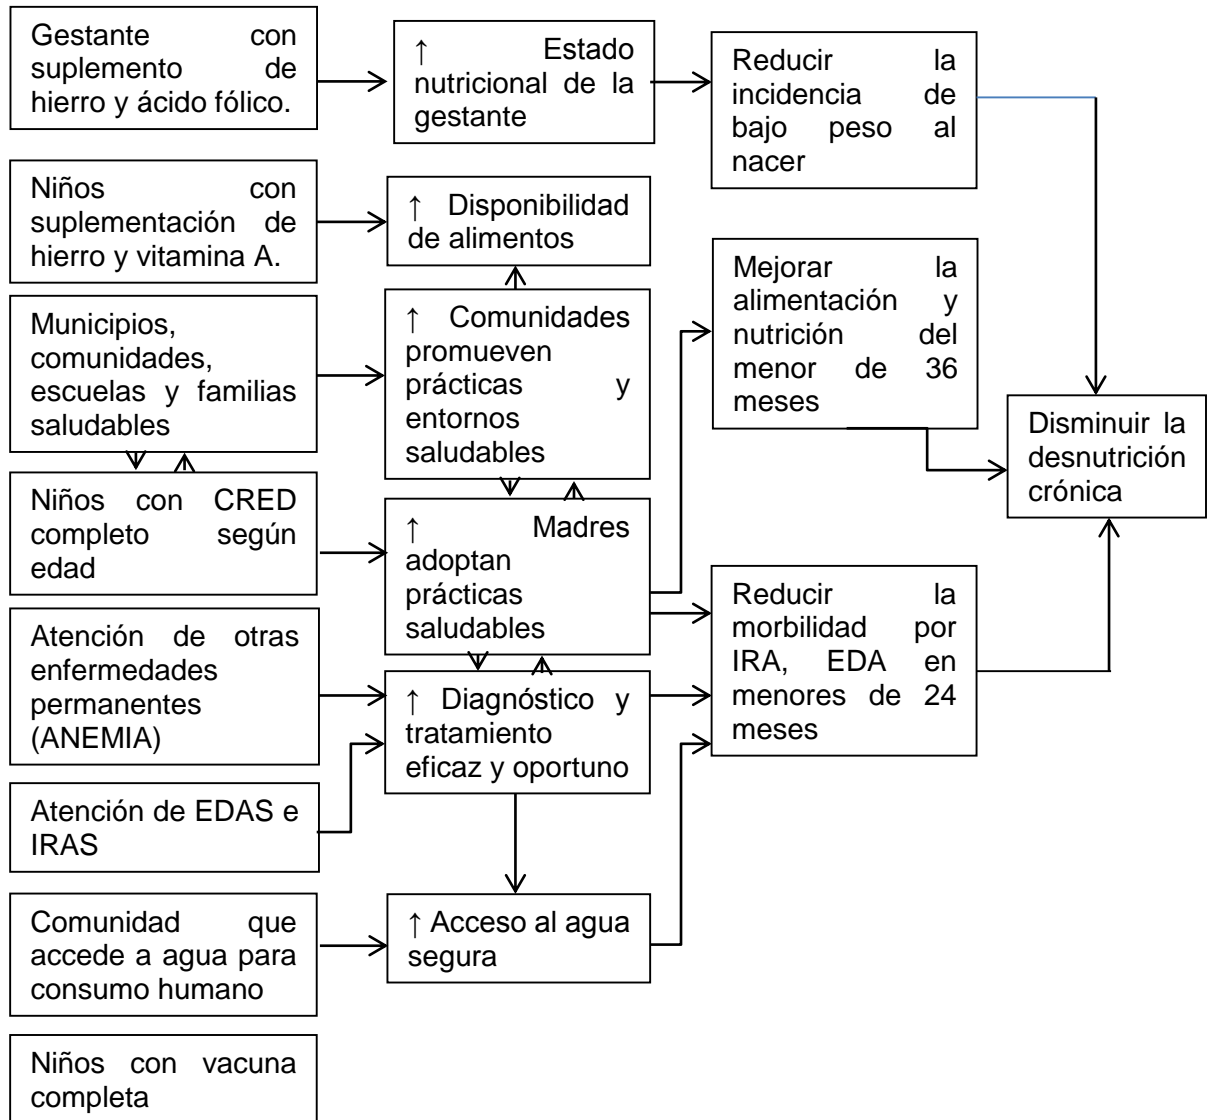 Gestante con
suplemento de
hierro y ácido fólico.
↑ Estado
nutricional de la
gestante
Reducir la
incidencia de
bajo peso al
nacer
Niños con
suplementación de
hierro y vitamina A.
↑ Disponibilidad
de alimentos
Mejorar la
alimentación y
nutrición del
menor de 36
meses
Municipios,
comunidades,
escuelas y familias
saludables
↑ Comunidades
promueven
prácticas y
entornos
saludables
Disminuir la
desnutrición
crónica
Niños con CRED
completo según
edad
↑ Madres
adoptan
prácticas
saludables
Reducir la
morbilidad por
IRA, EDA en
menores de 24
meses
Atención de otras
enfermedades
permanentes
(ANEMIA)
↑ Diagnóstico y
tratamiento
eficaz y oportuno
Atención de EDAS e
IRAS
Comunidad que
accede a agua para
consumo humano
↑ Acceso al agua
segura
Niños con vacuna
completa